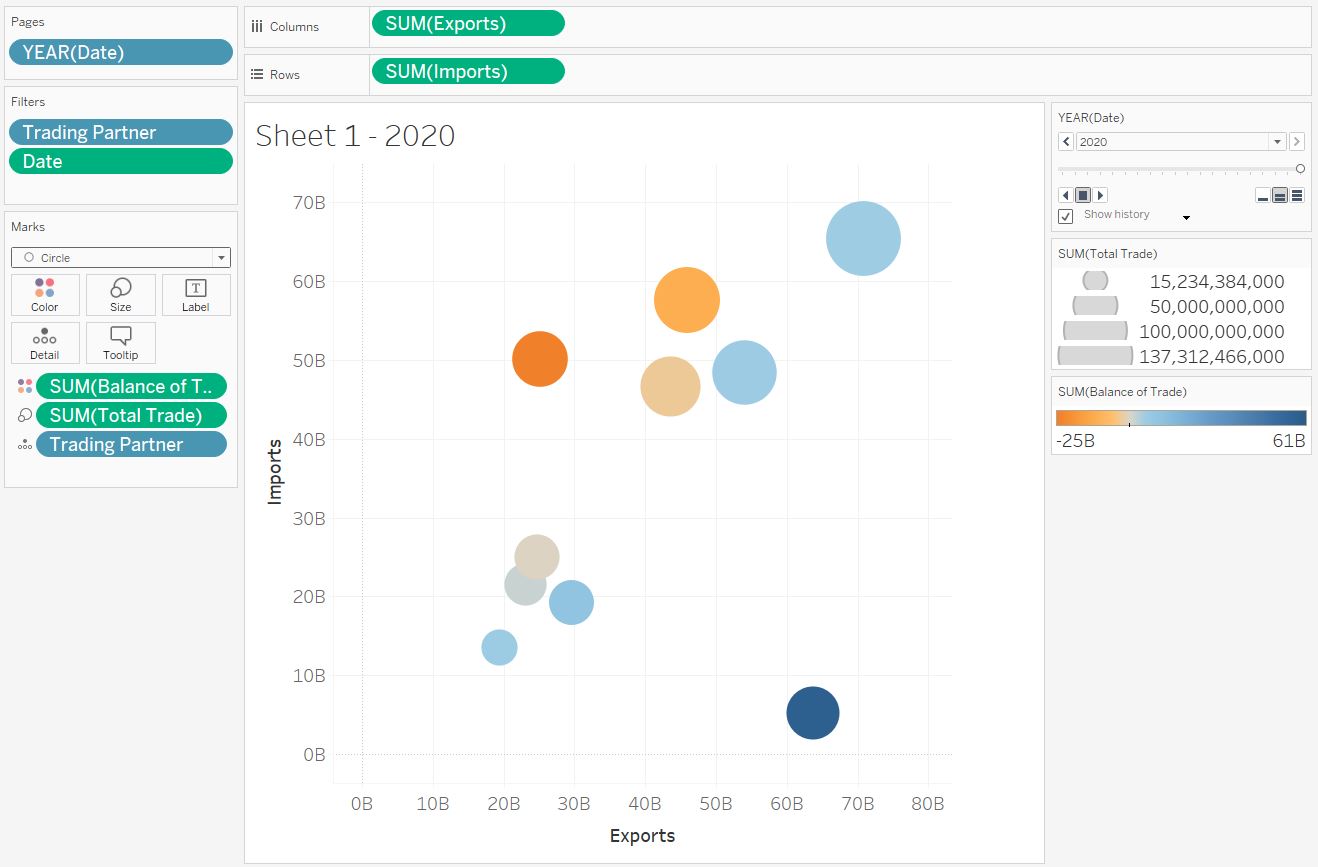 Pages
YEAR(Date)
Filters
Trading Partner
Date
Marks
Circle
Color
Size
Label
Detail
Tooltip
SUM(Balance of T..
SUM(Total Trade)
Trading Partner
Columns
SUM(Exports)
Rows
SUM(Imports)
Sheet 1 - 2020
70B
60B
50B
40B
30B
20B
10B
0B
Imports
0B
10B
20B
30B
40B
50B
60B
70B
80B
Exports
YEAR(Date)
2020
Show history
SUM(Total Trade)
15,234,384,000
50,000,000,000
100,000,000,000
137,312,466,000
SUM(Balance of Trade)
-25B
61B